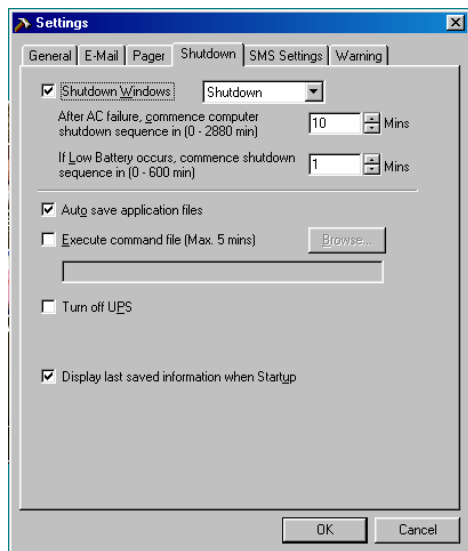 Settings
General E-Mail Pager Shutdown SMS Settings Warning
Shutdown Windows Shutdown
After AC failure, commence computer
shutdown sequence in (0 - 2880 min) 10 Mins
If Low Battery occurs, commence shutdown
sequence in (0 - 600 min) 1 Mins
Auto save application files
Execute command file (Max. 5 mins) Browse...
Turn off UPS
Display last saved information when Startup
OK Cancel